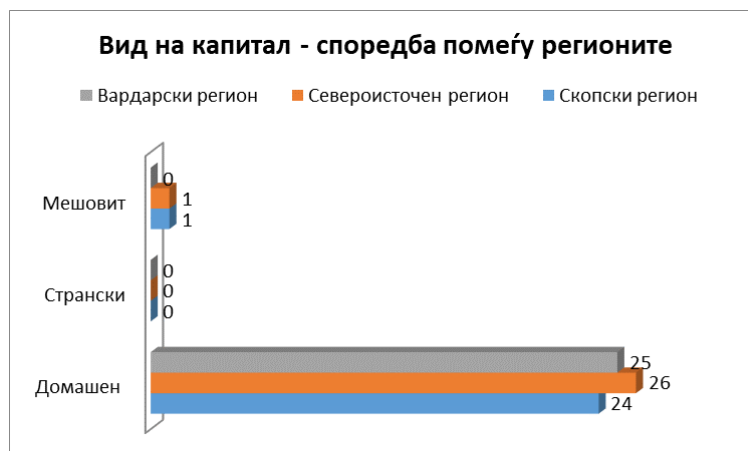 Вид на капитал - споредба помеѓу регионите
Вардарски регион Североисточен регион Скопски регион
Мешовит
0
1
1
Странски
0
0
0
Домашен
25
26
24